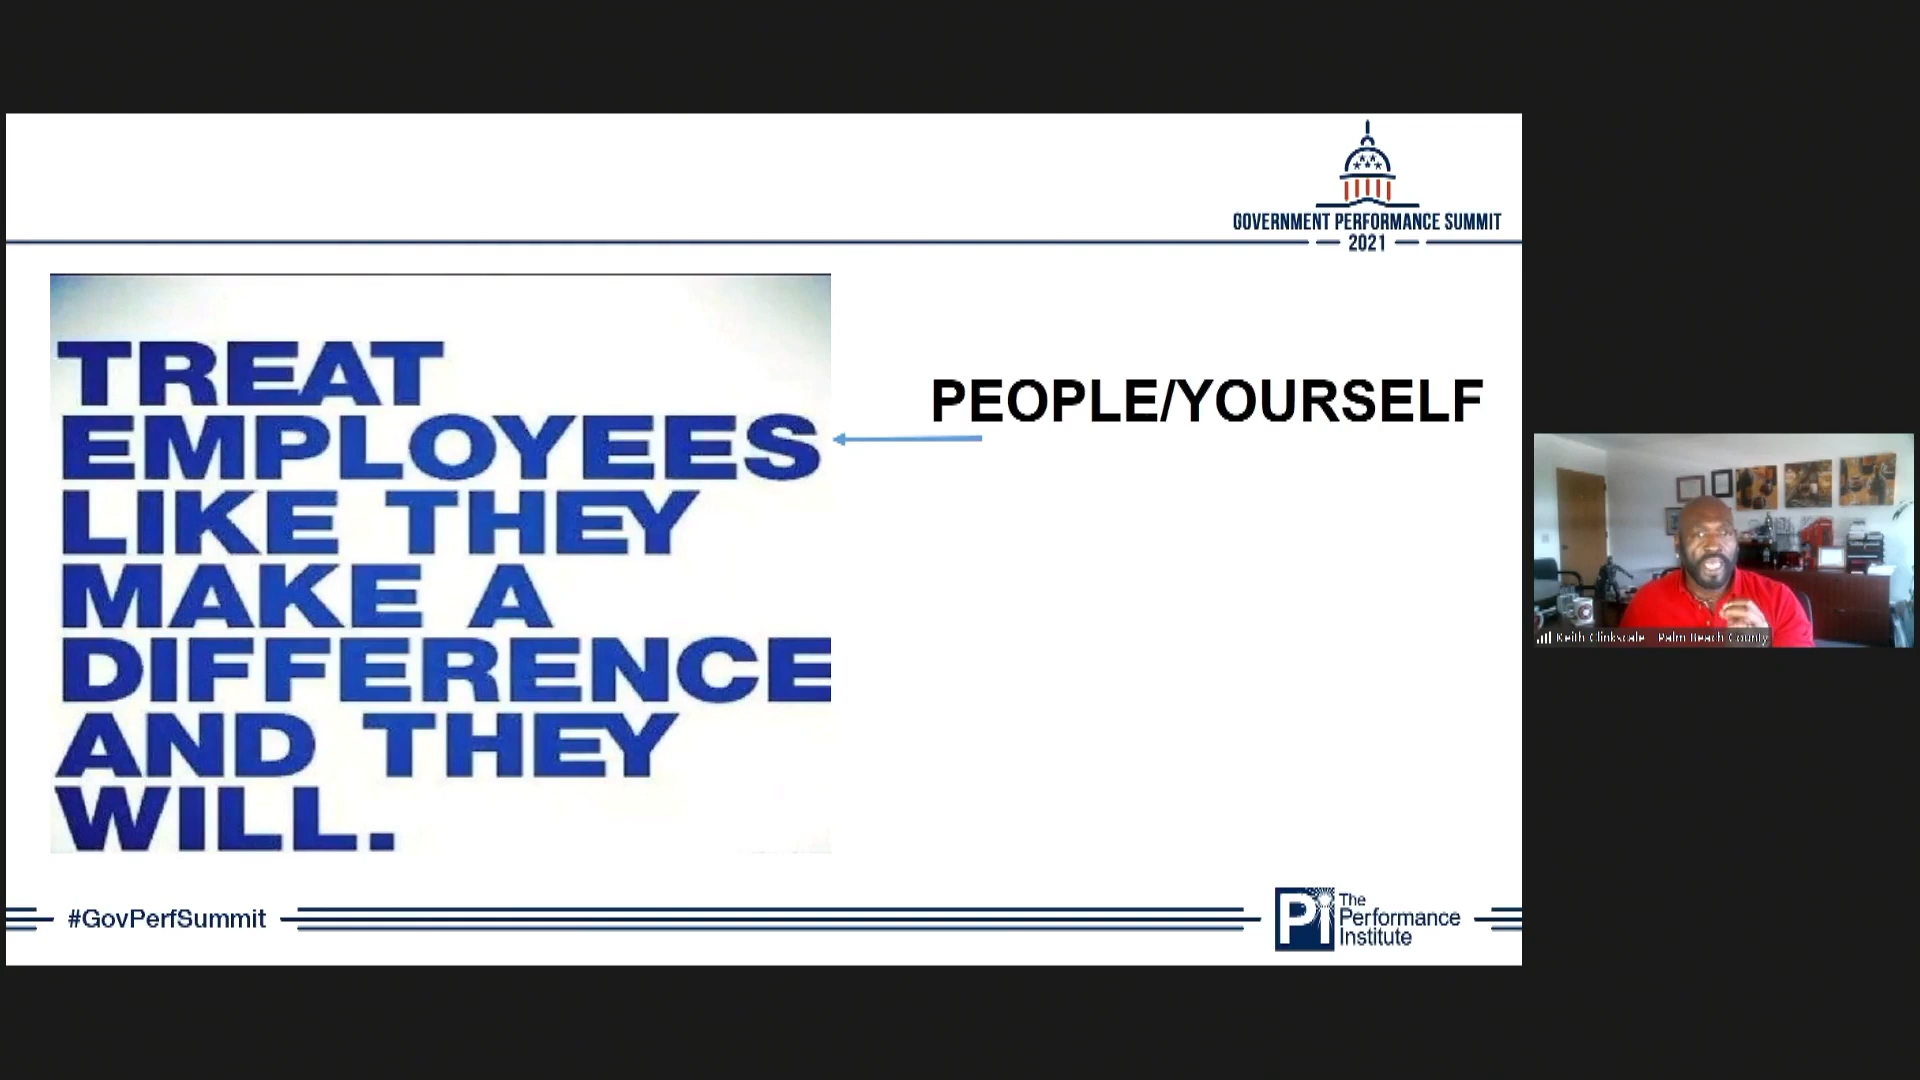 GOVERNMENT PERFORMANCE SUMMIT
2021
TREAT
EMPLOYEES
LIKE THEY
MAKE A
DIFFERENCE
AND THEY
WILL.
PEOPLE/YOURSELF
Keith Clinkscale - Palm Beach County
#GovPerfSummit
Pi
The
Performance
Institute